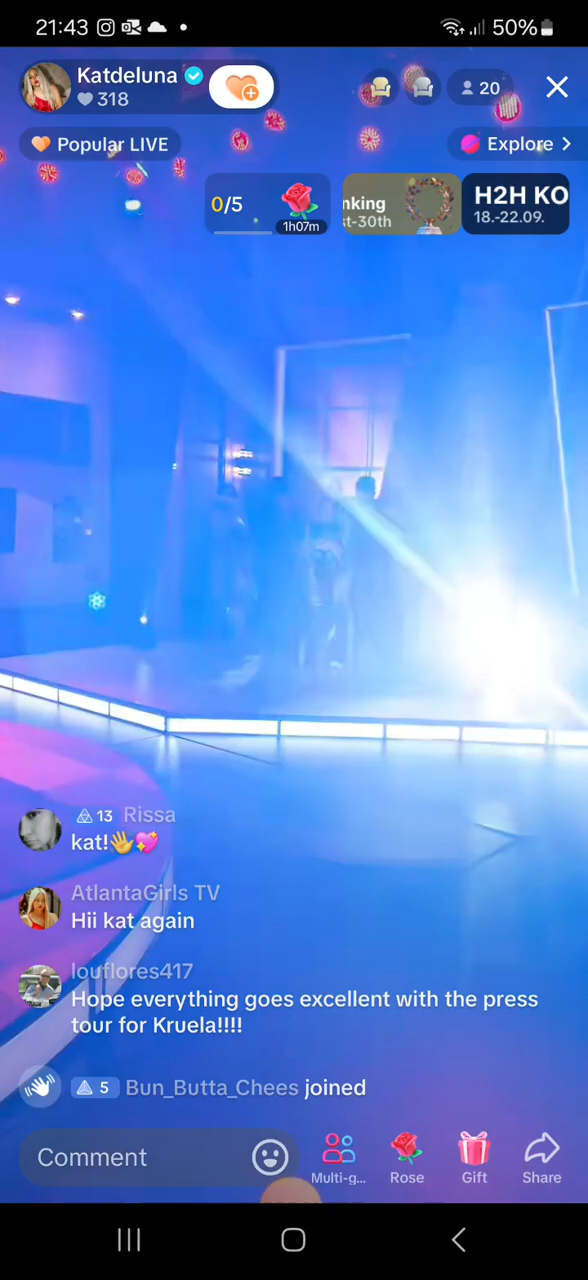 21:43
50%
Katdeluna
318
20
Popular LIVE
Explore
0/5
1h07m
nking
st-30th
H2H KO
18.-22.09.
13 Rissa
kat!👋💖
AtlantaGirls TV
Hii kat again
louflores417
Hope everything goes excellent with the press
tour for Kruela!!!!
5 Bun_Butta_Chees joined
Comment
Multi-g...
Rose
Gift
Share